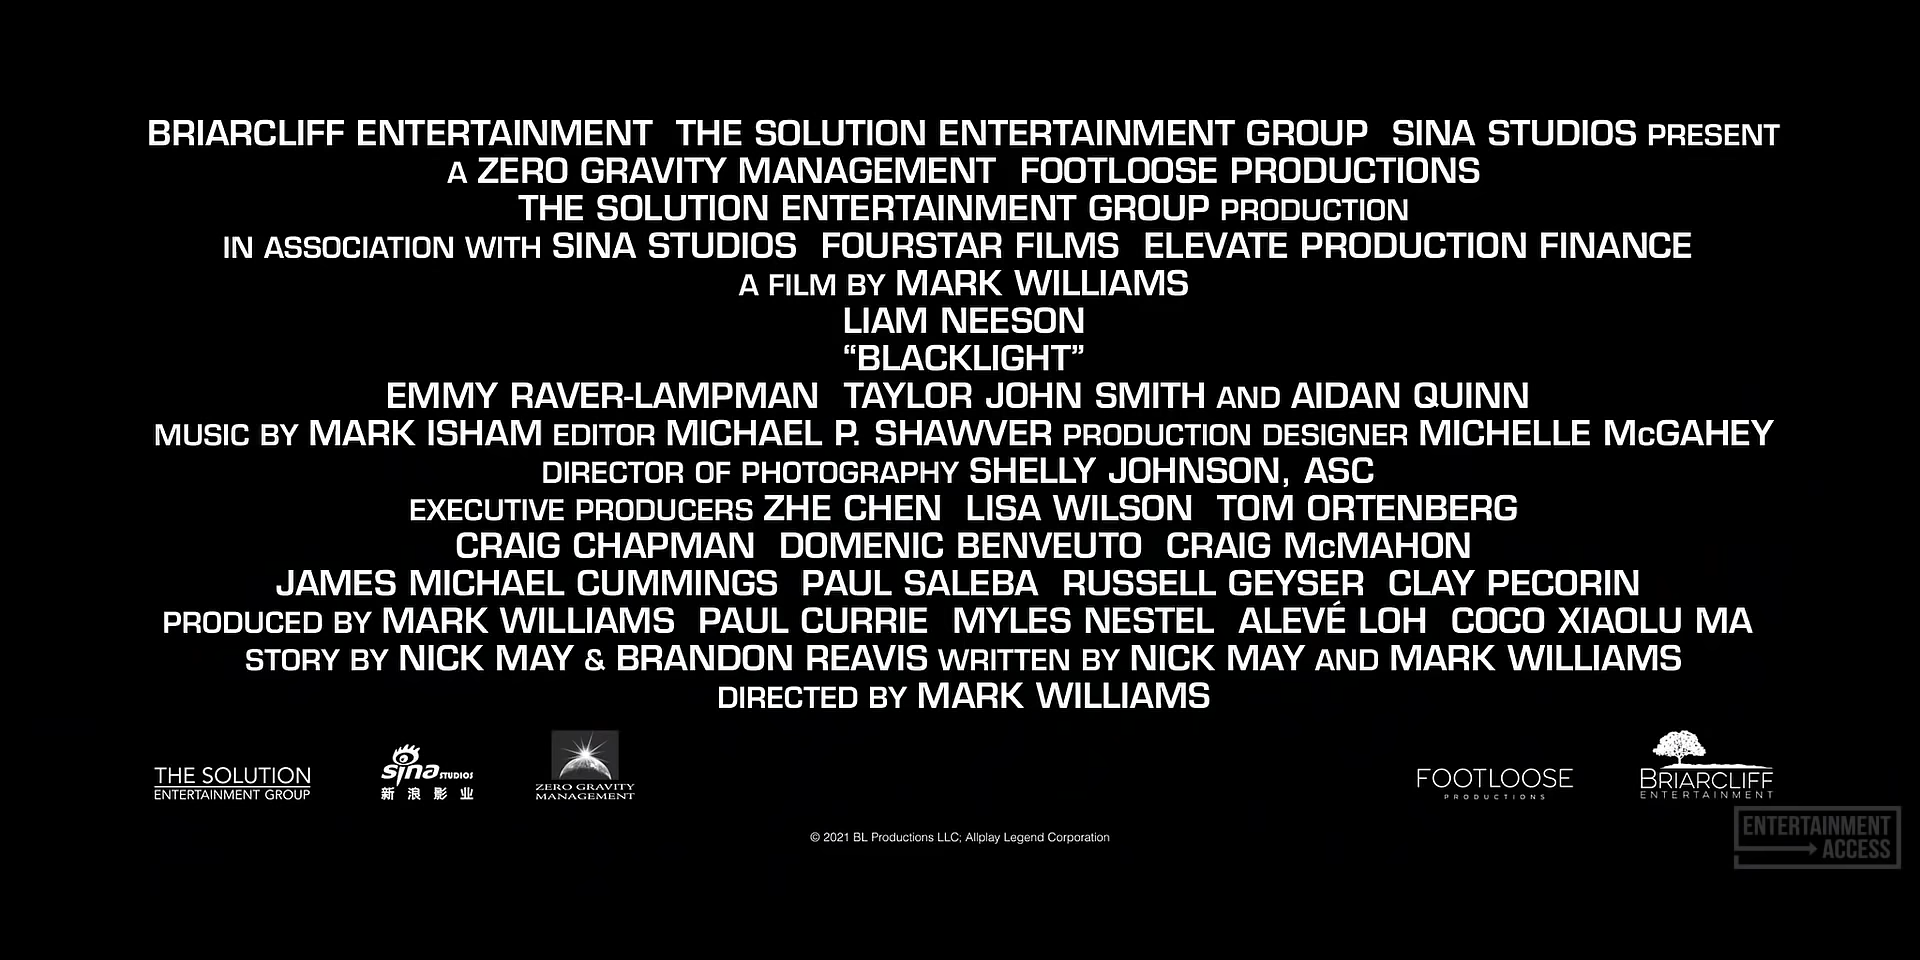 BRIARCLIFF ENTERTAINMENT THE SOLUTION ENTERTAINMENT GROUP SINA STUDIOS PRESENT
A ZERO GRAVITY MANAGEMENT FOOTLOOSE PRODUCTIONS
THE SOLUTION ENTERTAINMENT GROUP PRODUCTION
IN ASSOCIATION WITH SINA STUDIOS FOURSTAR FILMS ELEVATE PRODUCTION FINANCE
A FILM BY MARK WILLIAMS
LIAM NEESON
“BLACKLIGHT”
EMMY RAVER-LAMPMAN TAYLOR JOHN SMITH AND AIDAN QUINN
MUSIC BY MARK ISHAM EDITOR MICHAEL P. SHAWVER PRODUCTION DESIGNER MICHELLE McGAHEY
DIRECTOR OF PHOTOGRAPHY SHELLY JOHNSON, ASC
EXECUTIVE PRODUCERS ZHE CHEN LISA WILSON TOM ORTENBERG
CRAIG CHAPMAN DOMENIC BENVEUTO CRAIG McMAHON
JAMES MICHAEL CUMMINGS PAUL SALEBA RUSSELL GEYSER CLAY PECORIN
PRODUCED BY MARK WILLIAMS PAUL CURRIE MYLES NESTEL ALEVÉ LOH COCO XIAOLU MA
STORY BY NICK MAY & BRANDON REAVIS WRITTEN BY NICK MAY AND MARK WILLIAMS
DIRECTED BY MARK WILLIAMS
THE SOLUTION
ENTERTAINMENT GROUP
sina STUDIOS
新浪影业
ZERO GRAVITY
MANAGEMENT
FOOTLOOSE
PRODUCTIONS
BRIARCLIFF
ENTERTAINMENT
© 2021 BL Productions LLC; Allplay Legend Corporation
ENTERTAINMENT
ACCESS